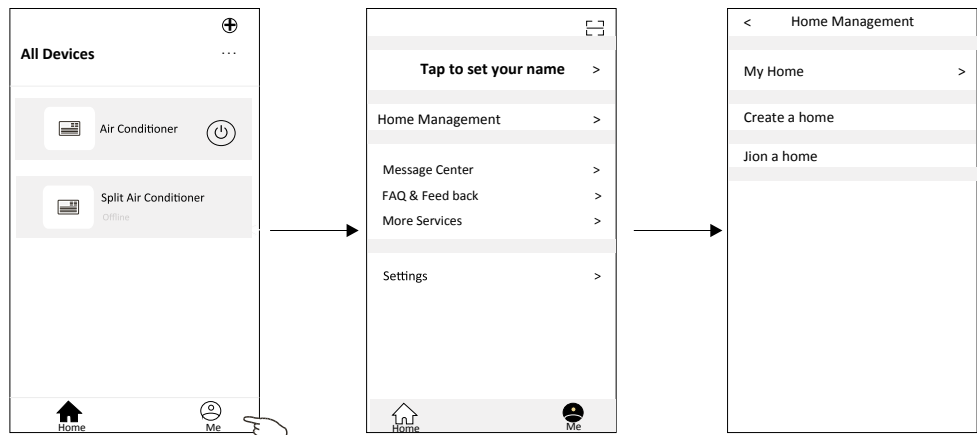 All Devices
...
Air Conditioner
Split Air Conditioner
Offline
Home
Me
Tap to set your name >
Home Management >
Message Center >
FAQ & Feed back >
More Services >
Settings >
Home
Me
< Home Management
My Home >
Create a home
Jion a home